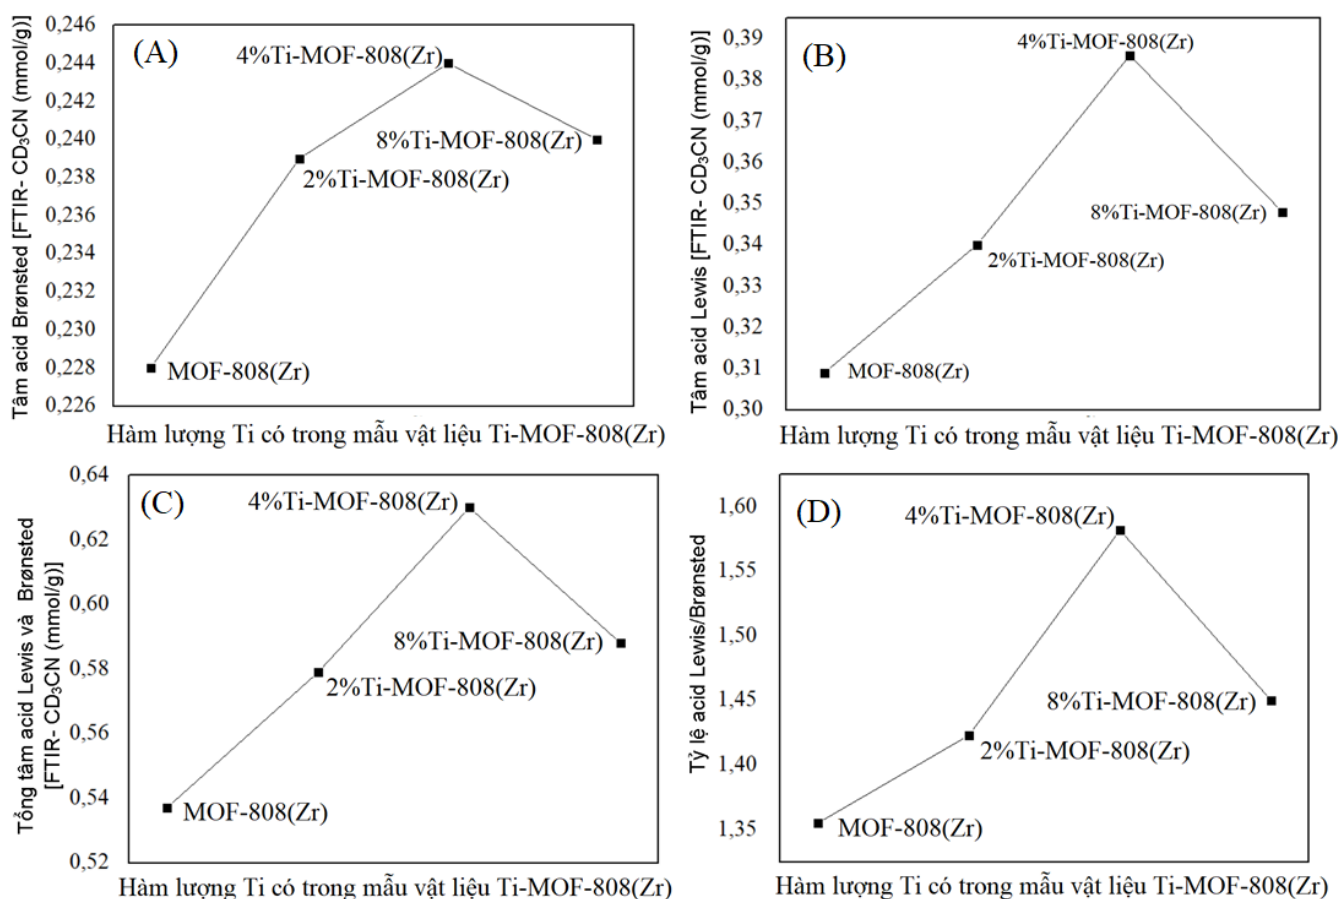 Tâm acid Brønsted [FTIR- CD₃CN (mmol/g)]
0,246
0,244
0,242
0,240
0,238
0,236
0,234
0,232
0,230
0,228
0,226
(A)
4%Ti-MOF-808(Zr)
8%Ti-MOF-808(Zr)
2%Ti-MOF-808(Zr)
MOF-808(Zr)
Hàm lượng Ti có trong mẫu vật liệu Ti-MOF-808(Zr)
Tâm acid Lewis [FTIR- CD₃CN (mmol/g)]
0,39
0,38
0,37
0,36
0,35
0,34
0,33
0,32
0,31
0,30
(B)
4%Ti-MOF-808(Zr)
8%Ti-MOF-808(Zr)
2%Ti-MOF-808(Zr)
MOF-808(Zr)
Hàm lượng Ti có trong mẫu vật liệu Ti-MOF-808(Zr)
Tổng tâm acid Lewis và Brønsted
[FTIR- CD₃CN (mmol/g)]
0,64
0,62
0,60
0,58
0,56
0,54
0,52
(C)
4%Ti-MOF-808(Zr)
8%Ti-MOF-808(Zr)
2%Ti-MOF-808(Zr)
MOF-808(Zr)
Hàm lượng Ti có trong mẫu vật liệu Ti-MOF-808(Zr)
Tỷ lệ acid Lewis/Brønsted
1,60
1,55
1,50
1,45
1,40
1,35
(D)
4%Ti-MOF-808(Zr)
8%Ti-MOF-808(Zr)
2%Ti-MOF-808(Zr)
MOF-808(Zr)
Hàm lượng Ti có trong mẫu vật liệu Ti-MOF-808(Zr)